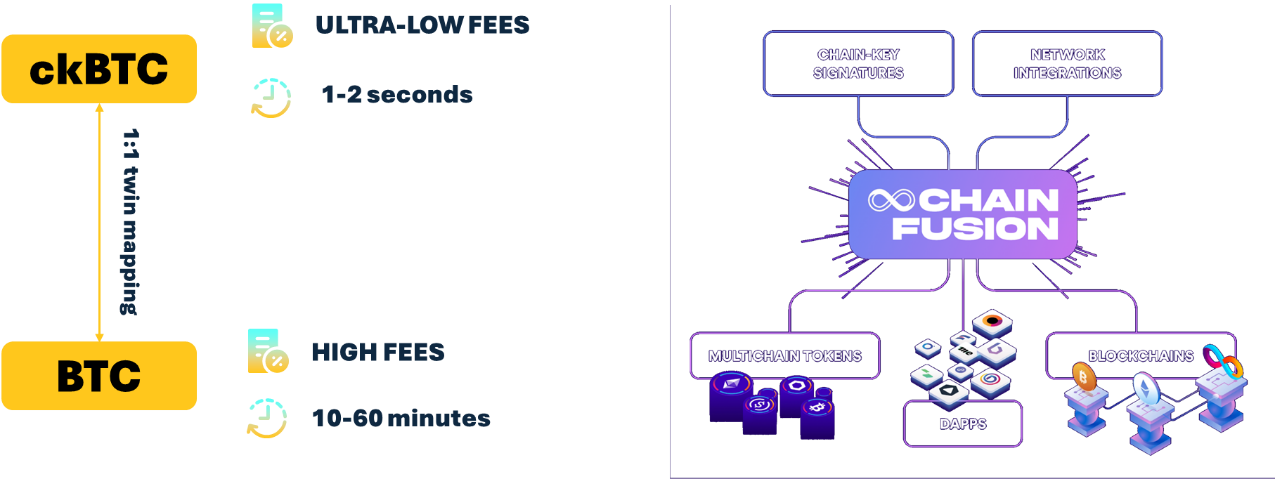 ckBTC
ULTRA-LOW FEES
1-2 seconds
1:1 twin mapping
BTC
HIGH FEES
10-60 minutes
CHAIN-KEY
SIGNATURES
NETWORK
INTEGRATIONS
CHAIN
FUSION
MULTICHAIN TOKENS
DAPPS
BLOCKCHAINS